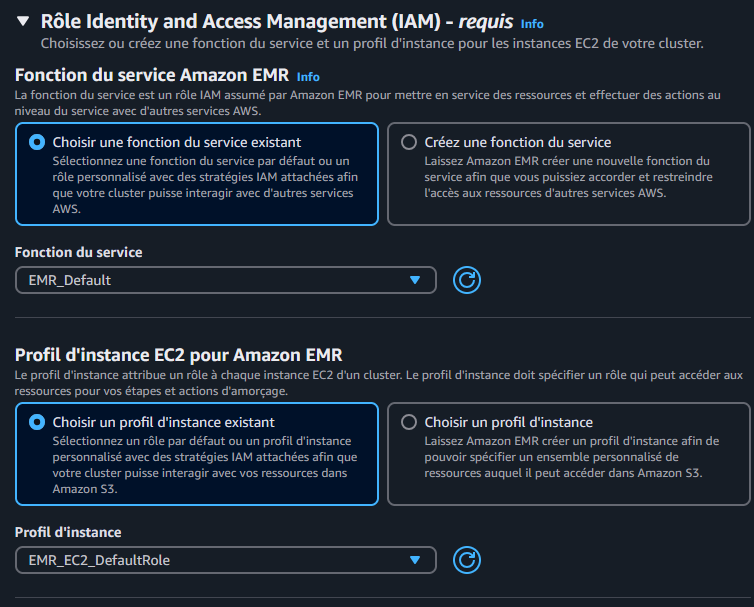 Rôle Identity and Access Management (IAM) - requis Info
Choisissez ou créez une fonction du service et un profil d'instance pour les instances EC2 de votre cluster.
Fonction du service Amazon EMR Info
La fonction du service est un rôle IAM assumé par Amazon EMR pour mettre en service des ressources et effectuer des actions au
niveau du service avec d'autres services AWS.
Choisir une fonction du service existant
Sélectionnez une fonction du service par défaut ou un
rôle personnalisé avec des stratégies IAM attachées afin
que votre cluster puisse interagir avec d'autres services
AWS.
Créez une fonction du service
Laissez Amazon EMR créer une nouvelle fonction du
service afin que vous puissiez accorder et restreindre
l'accès aux ressources d'autres services AWS.
Fonction du service
EMR_Default
Profil d'instance EC2 pour Amazon EMR
Le profil d'instance attribue un rôle à chaque instance EC2 d'un cluster. Le profil d'instance doit spécifier un rôle qui peut accéder aux
ressources pour vos étapes et actions d'amorçage.
Choisir un profil d'instance existant
Sélectionnez un rôle par défaut ou un profil d'instance
personnalisé avec des stratégies IAM attachées afin que
votre cluster puisse interagir avec vos ressources dans
Amazon S3.
Choisir un profil d'instance
Laissez Amazon EMR créer un profil d'instance afin de
pouvoir spécifier un ensemble personnalisé de
ressources auquel il peut accéder dans Amazon S3.
Profil d'instance
EMR_EC2_DefaultRole